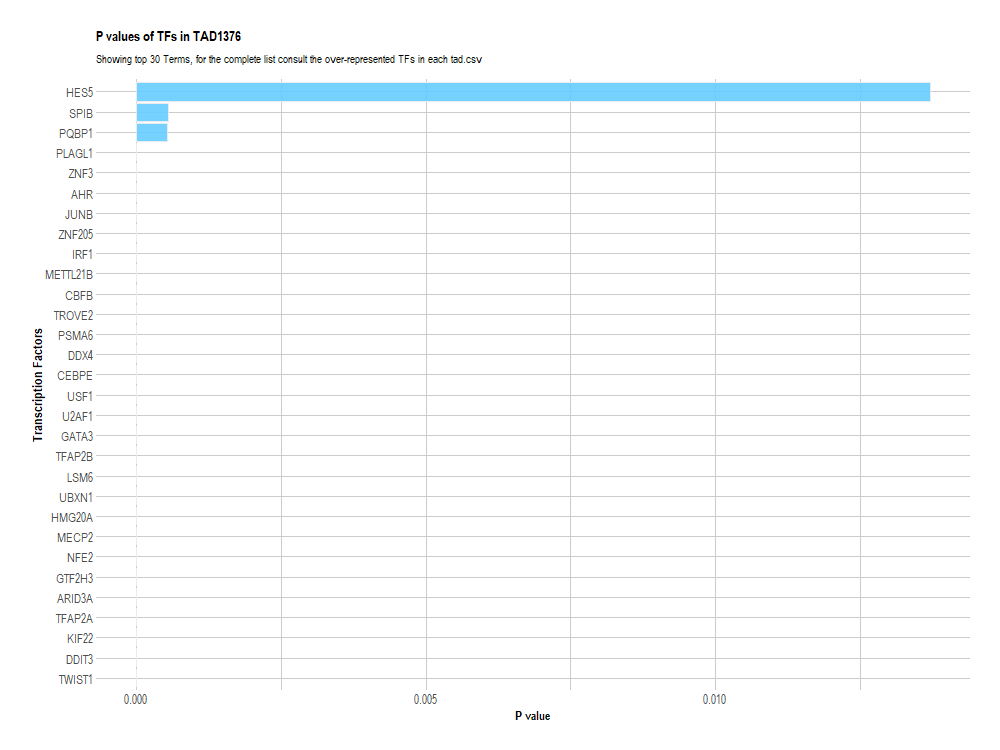 P values of TFs in TAD1376
Showing top 30 Terms, for the complete list consult the over-represented TFs in each tad.csv
Transcription Factors
HES5
SPIB
PQBP1
PLAGL1
ZNF3
AHR
JUNB
ZNF205
IRF1
METTL21B
CBFB
TROVE2
PSMA6
DDX4
CEBPE
USF1
U2AF1
GATA3
TFAP2B
LSM6
UBXN1
HMG20A
MECP2
NFE2
GTF2H3
ARID3A
TFAP2A
KIF22
DDIT3
TWIST1
0.000 0.005 0.010
P value